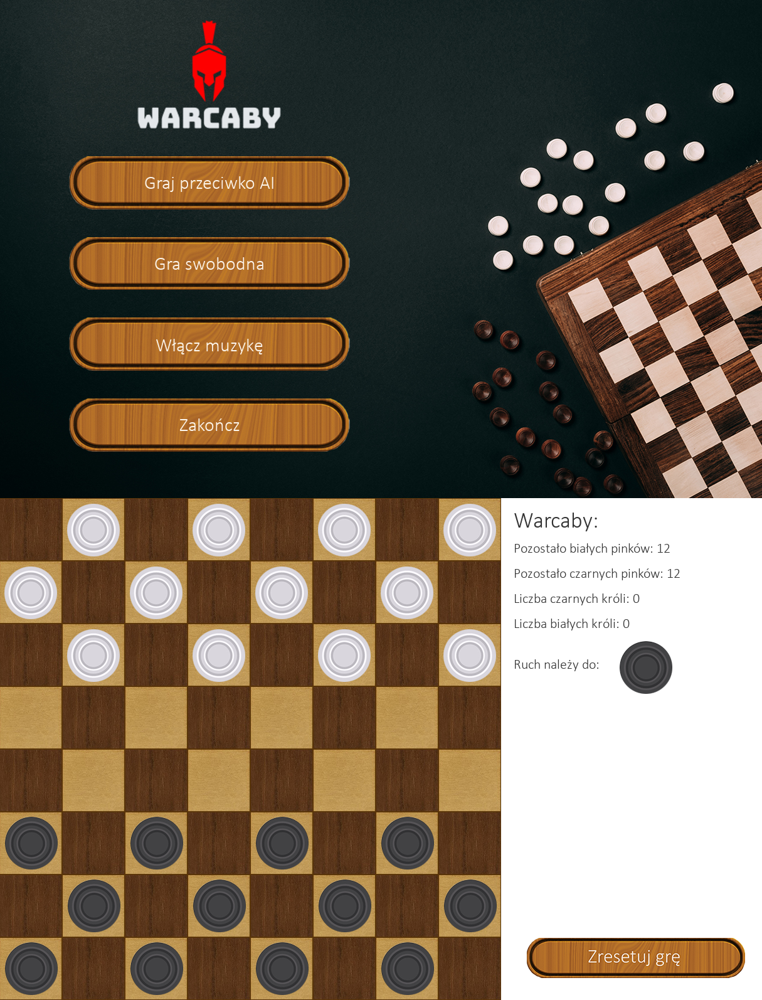 WARCABY
Graj przeciwko AI
Gra swobodna
Włącz muzykę
Zakończ
Warcaby:
Pozostało białych pinków: 12
Pozostało czarnych pinków: 12
Liczba czarnych króli: 0
Liczba białych króli: 0
Ruch należy do:
Zresetuj grę